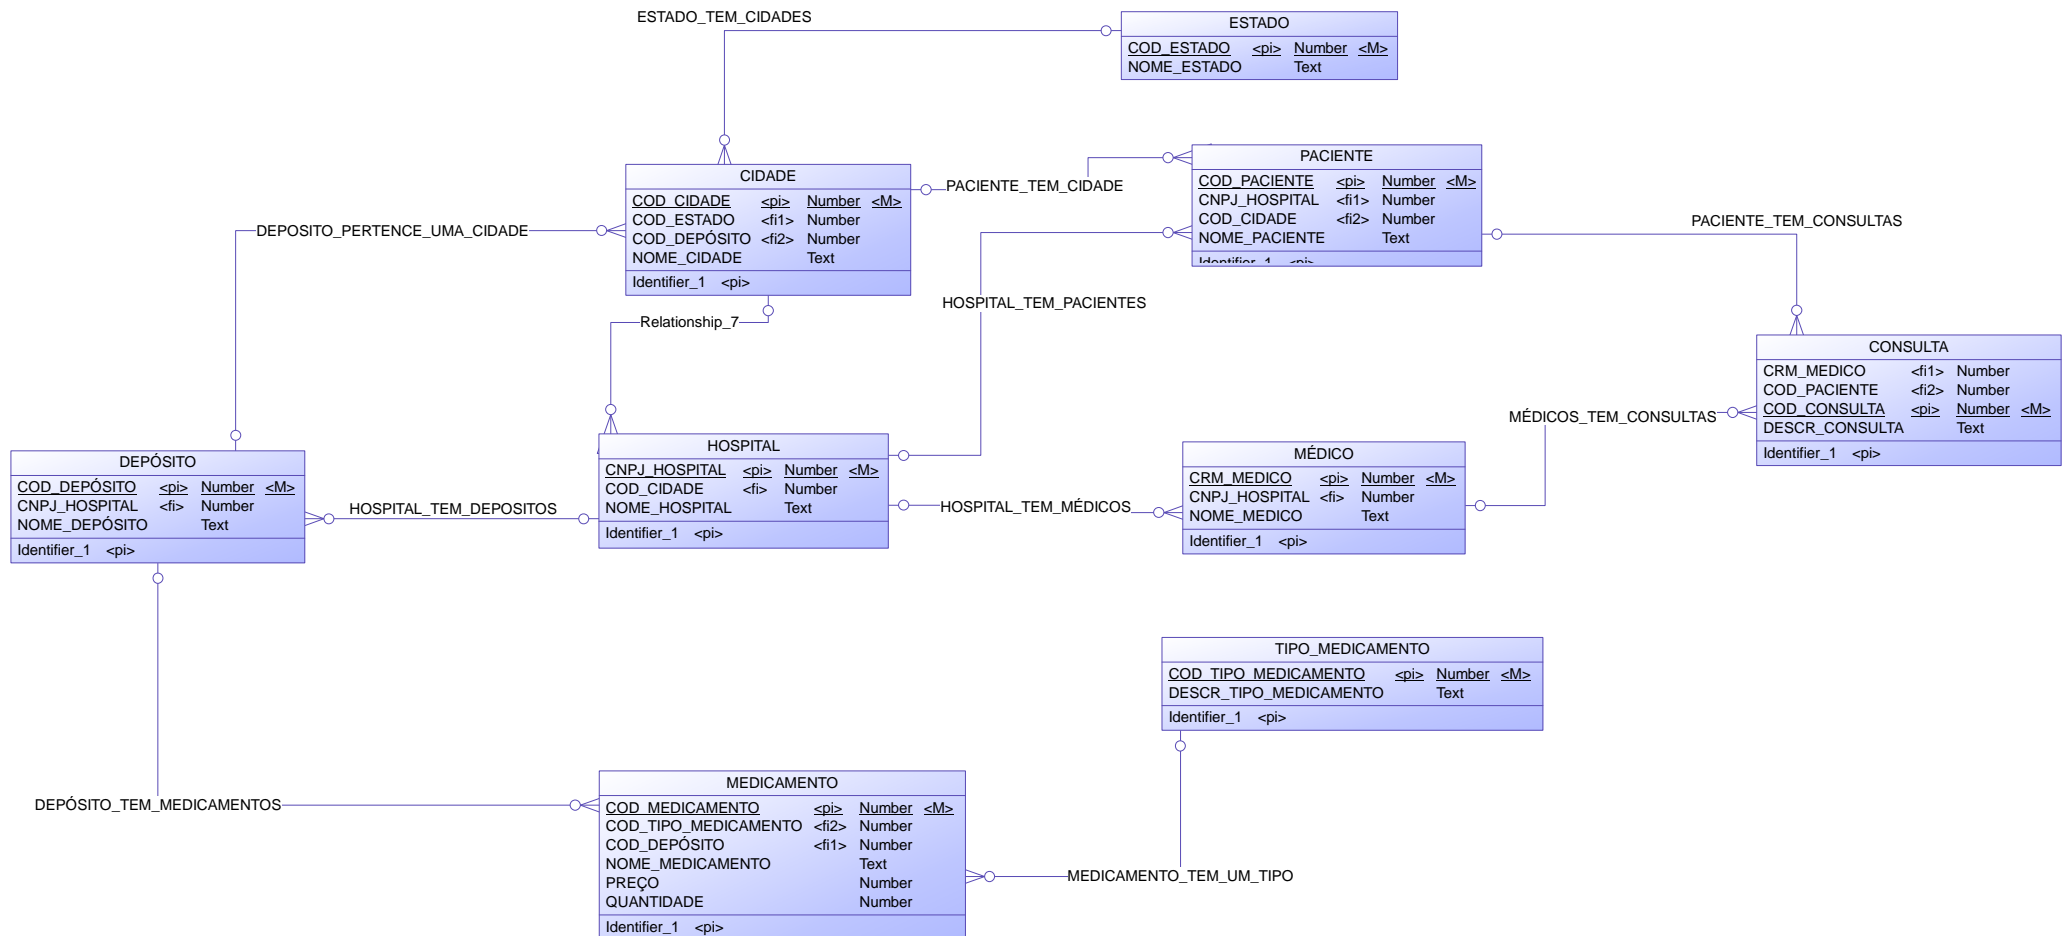 ESTADO_TEM_CIDADES
ESTADO
COD_ESTADO <pi> Number <M>
NOME_ESTADO Text
CIDADE
COD_CIDADE <pi> Number <M>
COD_ESTADO <fi1> Number
COD_DEPÓSITO <fi2> Number
NOME_CIDADE Text
Identifier_1 <pi>
PACIENTE_TEM_CIDADE
PACIENTE
COD_PACIENTE <pi> Number <M>
CNPJ_HOSPITAL <fi1> Number
COD_CIDADE <fi2> Number
NOME_PACIENTE Text
Identifier_1 <pi>
PACIENTE_TEM_CONSULTAS
DEPOSITO_PERTENCE_UMA_CIDADE
HOSPITAL_TEM_PACIENTES
Relationship_7
CONSULTA
CRM_MEDICO <fi1> Number
COD_PACIENTE <fi2> Number
COD_CONSULTA <pi> Number <M>
DESCR_CONSULTA Text
Identifier_1 <pi>
MÉDICOS_TEM_CONSULTAS
DEPÓSITO
COD_DEPÓSITO <pi> Number <M>
CNPJ_HOSPITAL <fi> Number
NOME_DEPÓSITO Text
Identifier_1 <pi>
HOSPITAL_TEM_DEPOSITOS
HOSPITAL
CNPJ_HOSPITAL <pi> Number <M>
COD_CIDADE <fi> Number
NOME_HOSPITAL Text
Identifier_1 <pi>
HOSPITAL_TEM_MÉDICOS
MÉDICO
CRM_MEDICO <pi> Number <M>
CNPJ_HOSPITAL <fi> Number
NOME_MEDICO Text
Identifier_1 <pi>
TIPO_MEDICAMENTO
COD_TIPO_MEDICAMENTO <pi> Number <M>
DESCR_TIPO_MEDICAMENTO Text
Identifier_1 <pi>
DEPÓSITO_TEM_MEDICAMENTOS
MEDICAMENTO
COD_MEDICAMENTO <pi> Number <M>
COD_TIPO_MEDICAMENTO <fi2> Number
COD_DEPÓSITO <fi1> Number
NOME_MEDICAMENTO Text
PREÇO Number
QUANTIDADE Number
Identifier_1 <pi>
MEDICAMENTO_TEM_UM_TIPO